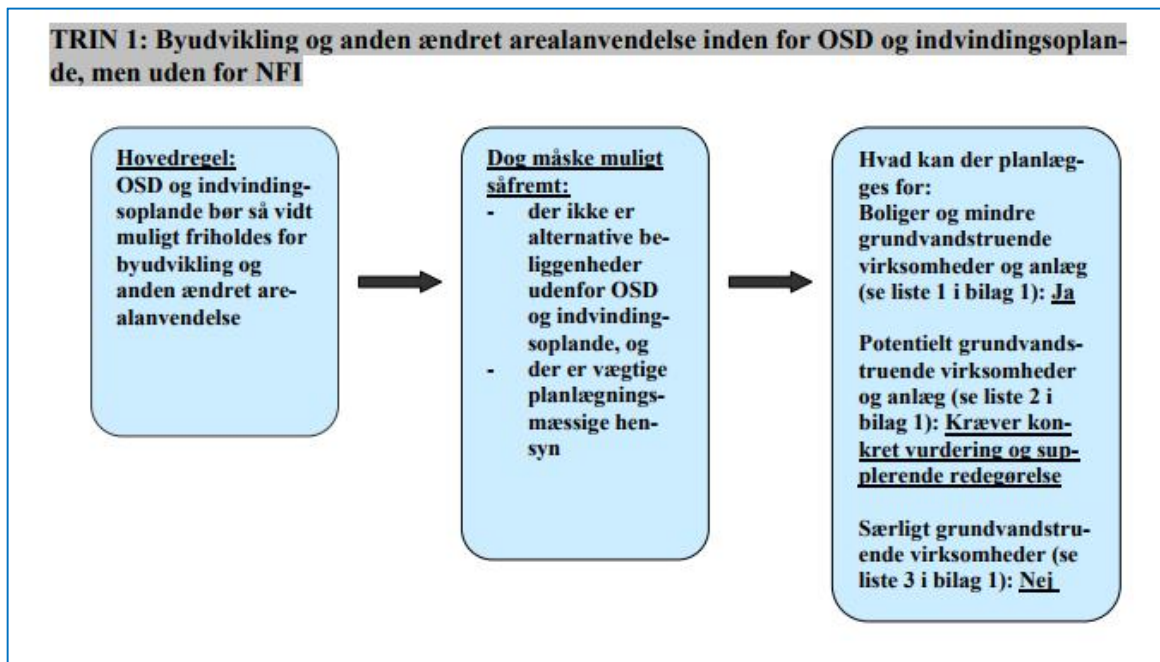 TRIN 1: Byudvikling og anden ændret arealanvendelse inden for OSD og indvindingsoplan-
de, men uden for NFI
Hovedregel:
OSD og indvinding-
soplande bør så vidt
muligt friholdes for
byudvikling og
anden ændret are-
alanvendelse
Dog måske muligt
såfremt:
- der ikke er
alternative be-
liggenheder
udenfor OSD
og indvinding-
soplande, og
- der er vægtige
planlægnings-
mæssige hen-
syn
Hvad kan der planlæg-
ges for:
Boliger og mindre
grundvandstruende
virksomheder og anlæg
(se liste 1 i bilag 1): Ja
Potentielt grundvands-
truende virksomheder
og anlæg (se liste 2 i
bilag 1): Kræver kon-
kret vurdering og sup-
plerende redegørelse
Særligt grundvandstru-
ende virksomheder (se
liste 3 i bilag 1): Nej